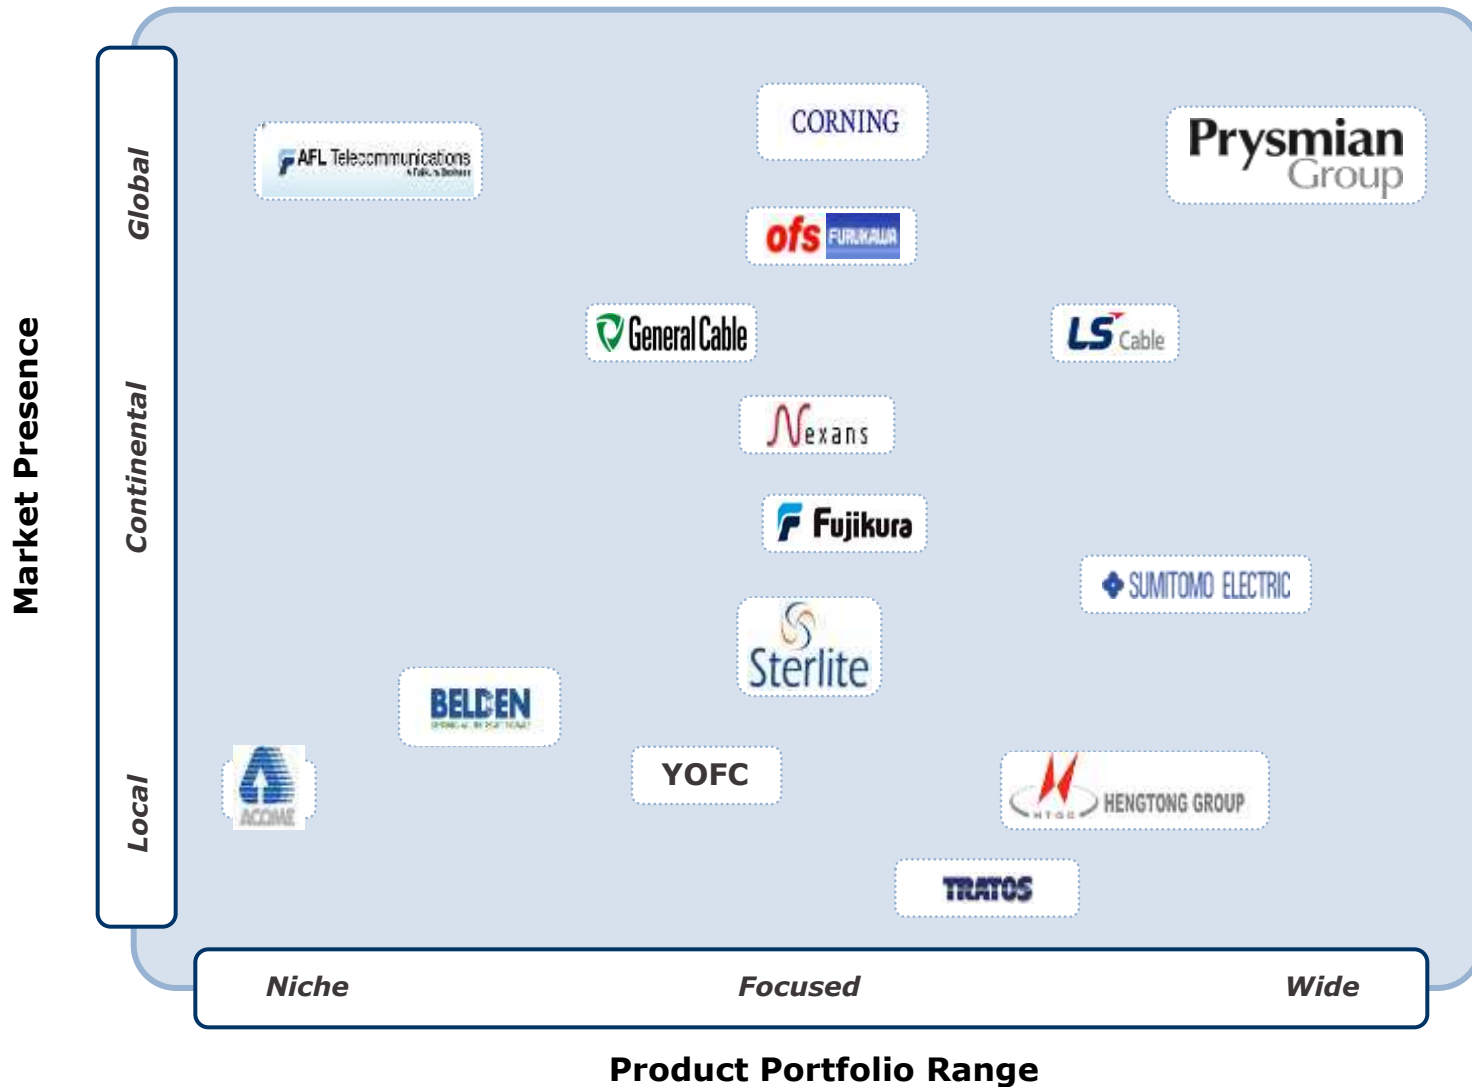 Market Presence
Global
Continental
Local
AFL Telecommunications
CORNING
Prysmian
Group
ofs FURUKAWA
General Cable
LS Cable
Nexans
Fujikura
SUMITOMO ELECTRIC
Sterlite
BELDEN
ACOME
YOFC
HTGD
HENGTONG GROUP
TRATOS
Niche
Focused
Wide
Product Portfolio Range